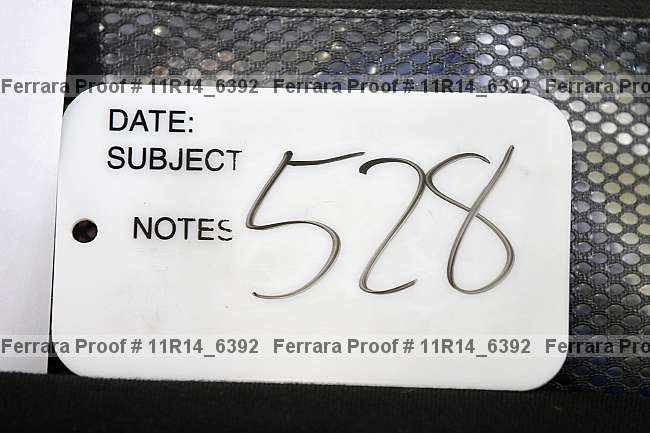 Ferrara Proof # 11R14_6392 Ferrara Proof # 11R14_6392 Ferrara Proof
DATE:
SUBJECT
NOTES 528
Ferrara Proof # 11R14_6392 Ferrara Proof # 11R14_6392 Ferrara Proof